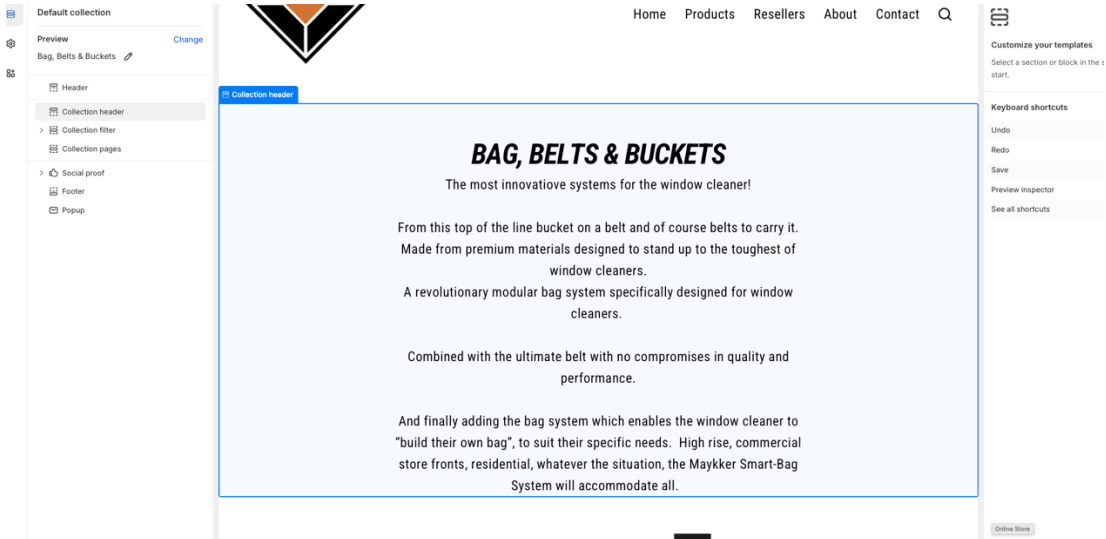 Default collection
Preview
Change
Bag, Belts & Buckets
Header
Collection header
Collection filter
Collection pages
Social proof
Footer
Popup
Home Products Resellers About Contact
Collection header
BAG, BELTS & BUCKETS
The most innovatiove systems for the window cleaner!
From this top of the line bucket on a belt and of course belts to carry it.
Made from premium materials designed to stand up to the toughest of
window cleaners.
A revolutionary modular bag system specifically designed for window
cleaners.
Combined with the ultimate belt with no compromises in quality and
performance.
And finally adding the bag system which enables the window cleaner to
“build their own bag”, to suit their specific needs. High rise, commercial
store fronts, residential, whatever the situation, the Maykker Smart-Bag
System will accommodate all.
Customize your templates
Select a section or block in the s
start.
Keyboard shortcuts
Undo
Redo
Save
Preview inspector
See all shortcuts
Online Store